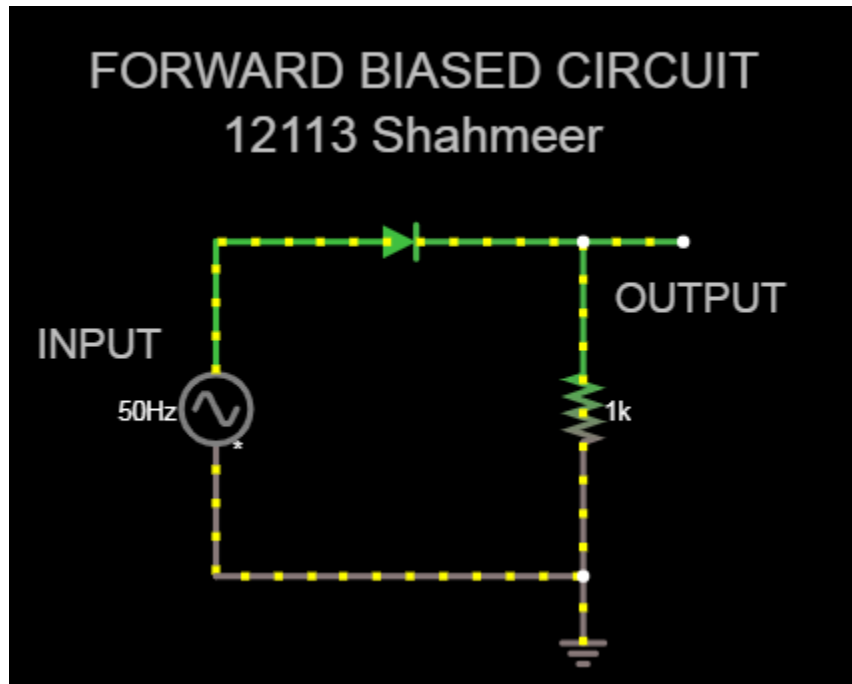 FORWARD BIASED CIRCUIT
12113 Shahmeer
OUTPUT
INPUT
50Hz
*
1k